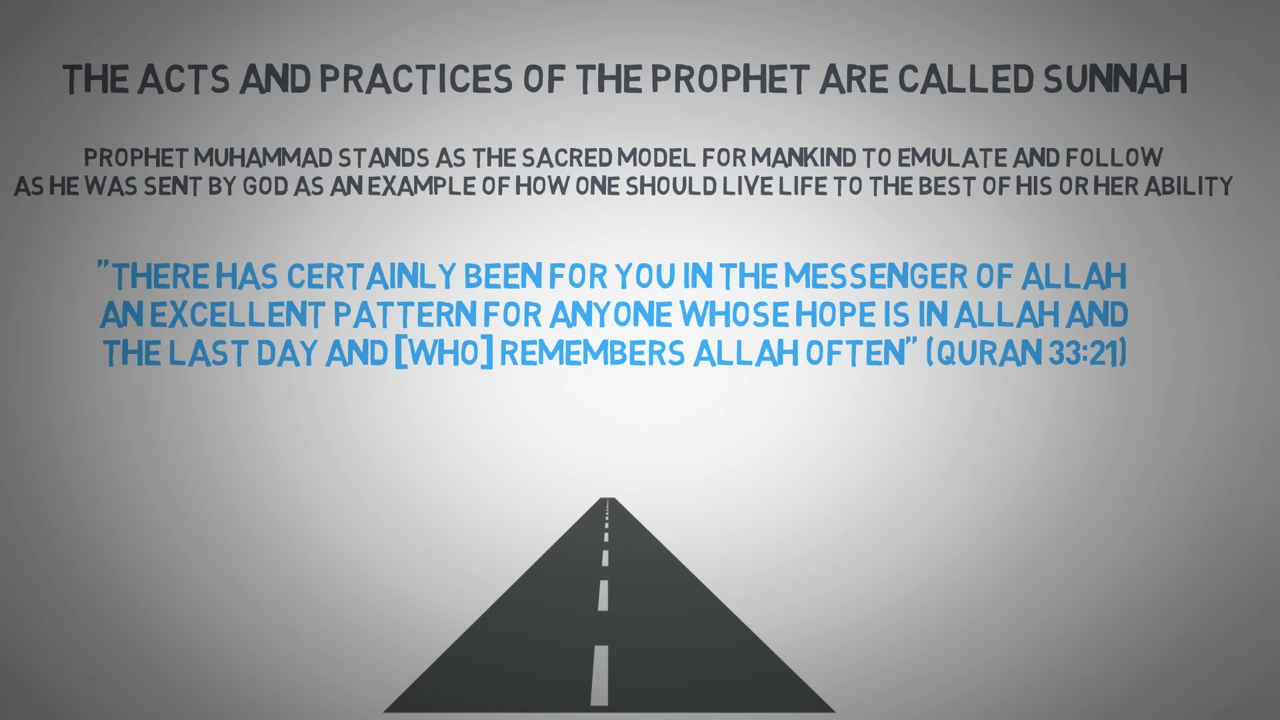 THE ACTS AND PRACTICES OF THE PROPHET ARE CALLED SUNNAH
PROPHET MUHAMMAD STANDS AS THE SACRED MODEL FOR MANKIND TO EMULATE AND FOLLOW
AS HE WAS SENT BY GOD AS AN EXAMPLE OF HOW ONE SHOULD LIVE LIFE TO THE BEST OF HIS OR HER ABILITY
"THERE HAS CERTAINLY BEEN FOR YOU IN THE MESSENGER OF ALLAH
AN EXCELLENT PATTERN FOR ANYONE WHOSE HOPE IS IN ALLAH AND
THE LAST DAY AND [WHO] REMEMBERS ALLAH OFTEN" (QURAN 33:21)